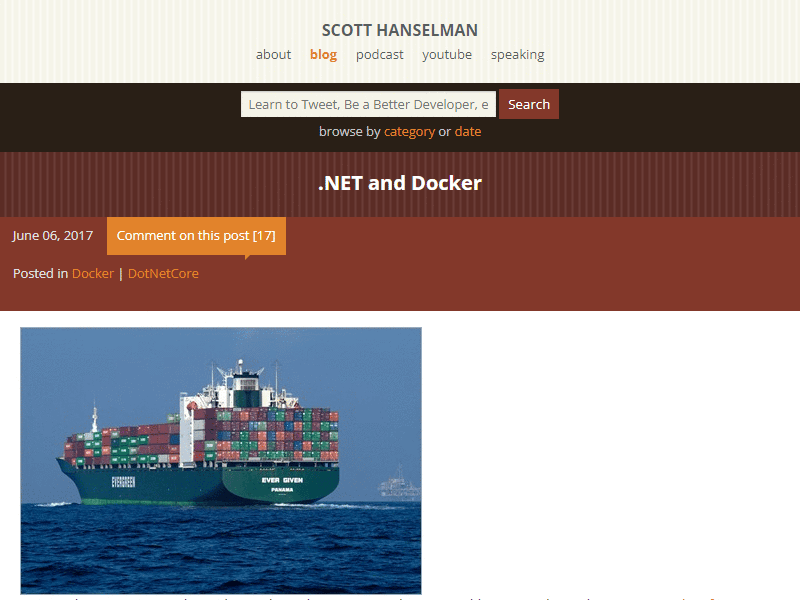 SCOTT HANSELMAN
about blog podcast youtube speaking
Learn to Tweet, Be a Better Developer, e Search
browse by category or date
.NET and Docker
June 06, 2017 Comment on this post [17]
Posted in Docker | DotNetCore
EVERGREEN
EVER GIVEN
PANAMA